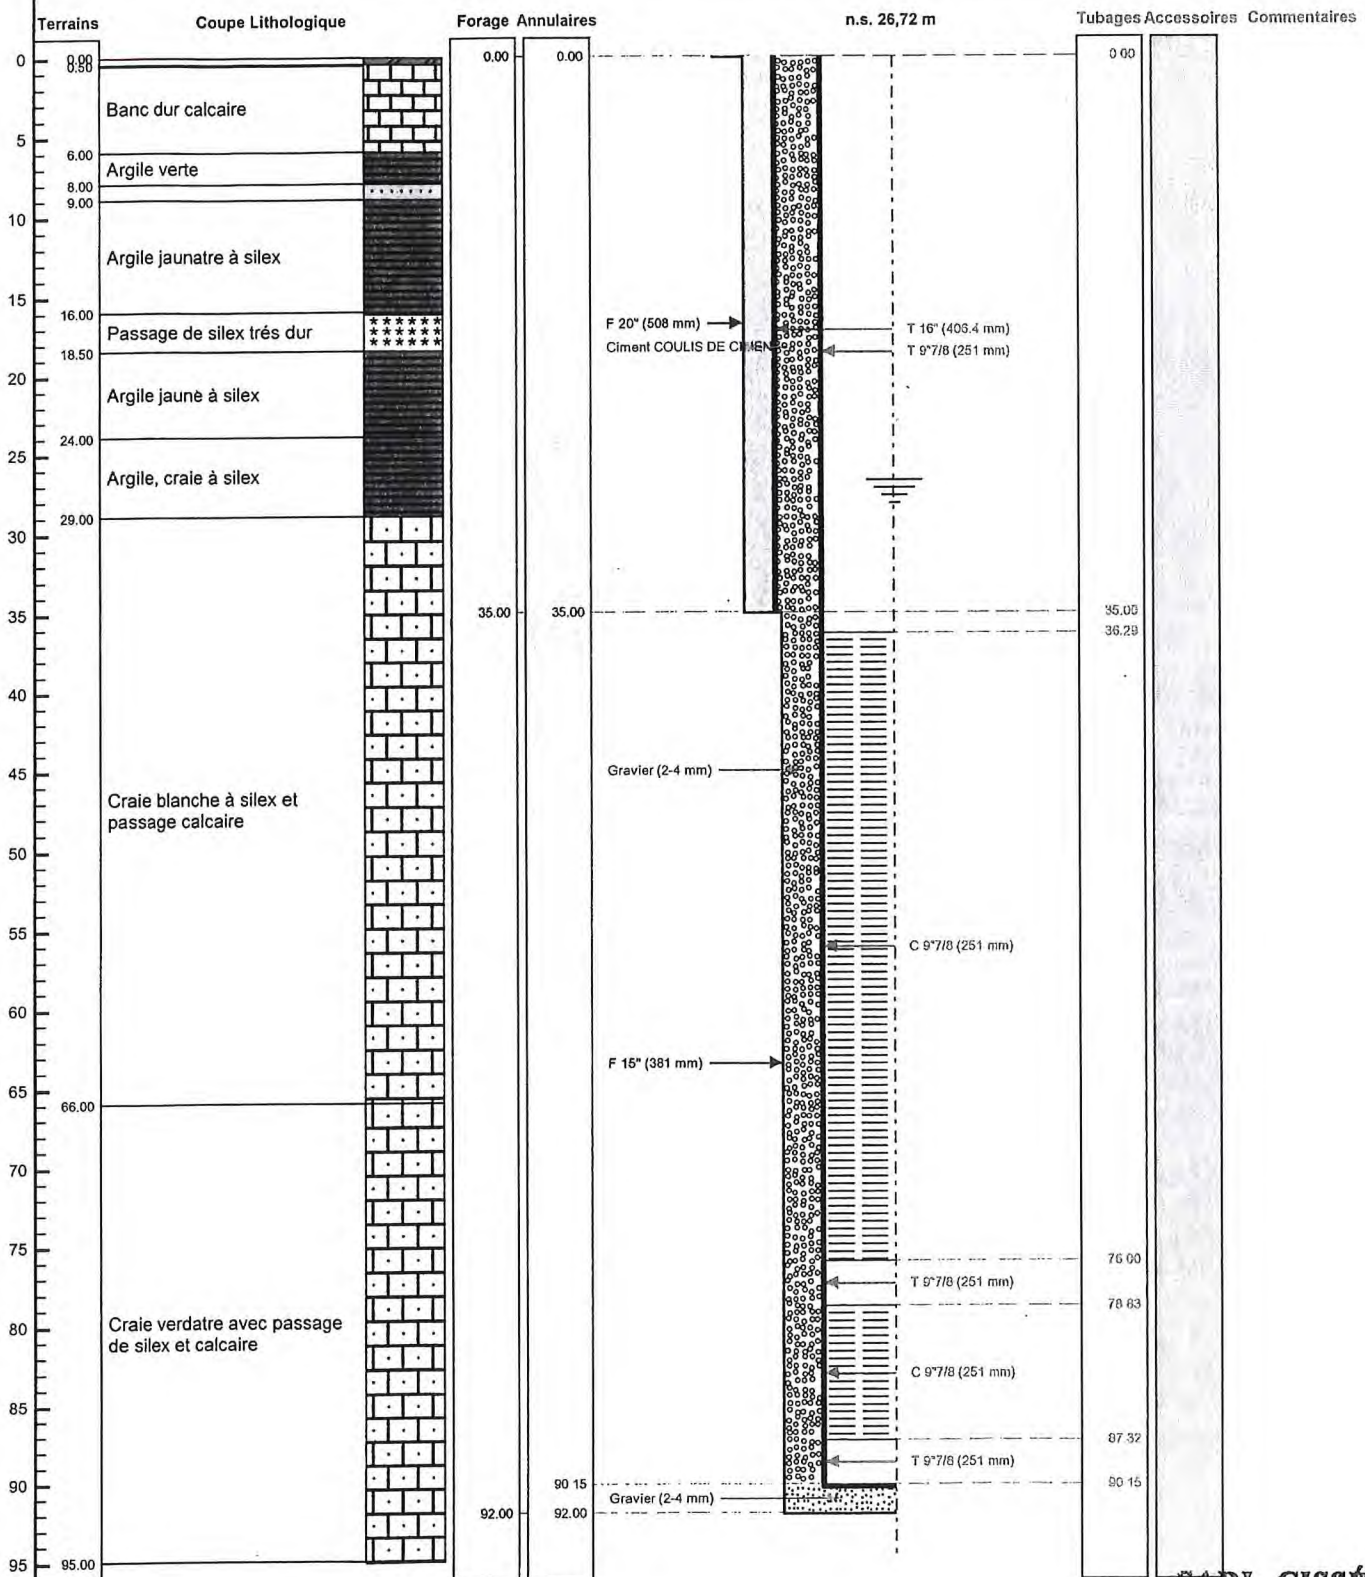 Terrains Coupe Lithologique Forage Annulaires n.s. 26,72 m Tubages Accessoires Commentaires
0 0.00 0.00 0.00 0.00
0.50
Banc dur calcaire
5
6.00
Argile verte
8.00
9.00
10
Argile jaunatre à silex
15
16.00
F 20" (508 mm)
T 16" (406.4 mm)
Passage de silex trés dur
Ciment COULIS DE CIMEN
T 9"7/8 (251 mm)
18.50
20
Argile jaune à silex
24.00
25
Argile, craie à silex
29.00
30
35 35.00 35.00 35.00
36.29
40
45
Gravier (2-4 mm)
Craie blanche à silex et
passage calcaire
50
55
C 9"7/8 (251 mm)
60
F 15" (381 mm)
65
66.00
70
75
76.00
T 9"7/8 (251 mm)
78.63
80
Craie verdatre avec passage
de silex et calcaire
C 9"7/8 (251 mm)
85
87.32
T 9"7/8 (251 mm)
90 90.15 90.15
Gravier (2-4 mm)
92.00 92.00
95 95.00